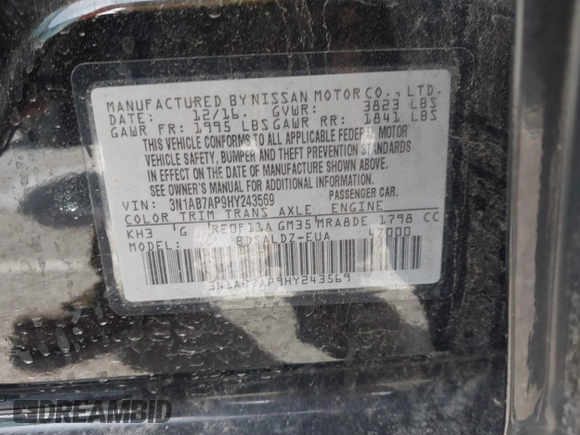 MANUFACTURED BY NISSAN MOTOR CO., LTD.
DATE: 12/16. GVWR: 3823 LBS
GAWR FR: 1995 LBS GAWR RR: 1841 LBS
THIS VEHICLE CONFORMS TO ALL APPLICABLE FEDERAL MOTOR
VEHICLE SAFETY, BUMPER AND THEFT PREVENTION STANDARDS
IN EFFECT ON THE DATE OF MANUFACTURE SHOWN ABOVE.
SEE OWNER'S MANUAL FOR ADDITIONAL INFORMATION.
VIN: 3N1AB7AP9HY243569 PASSENGER CAR.
COLOR TRIM TRANS AXLE ENGINE
KH3 G RE0F11A GM35 MRA8DE 1798 CC
MODEL: BDSALDZ-EUA 47000
3N1AB7AP9HY243569
DREAMBID